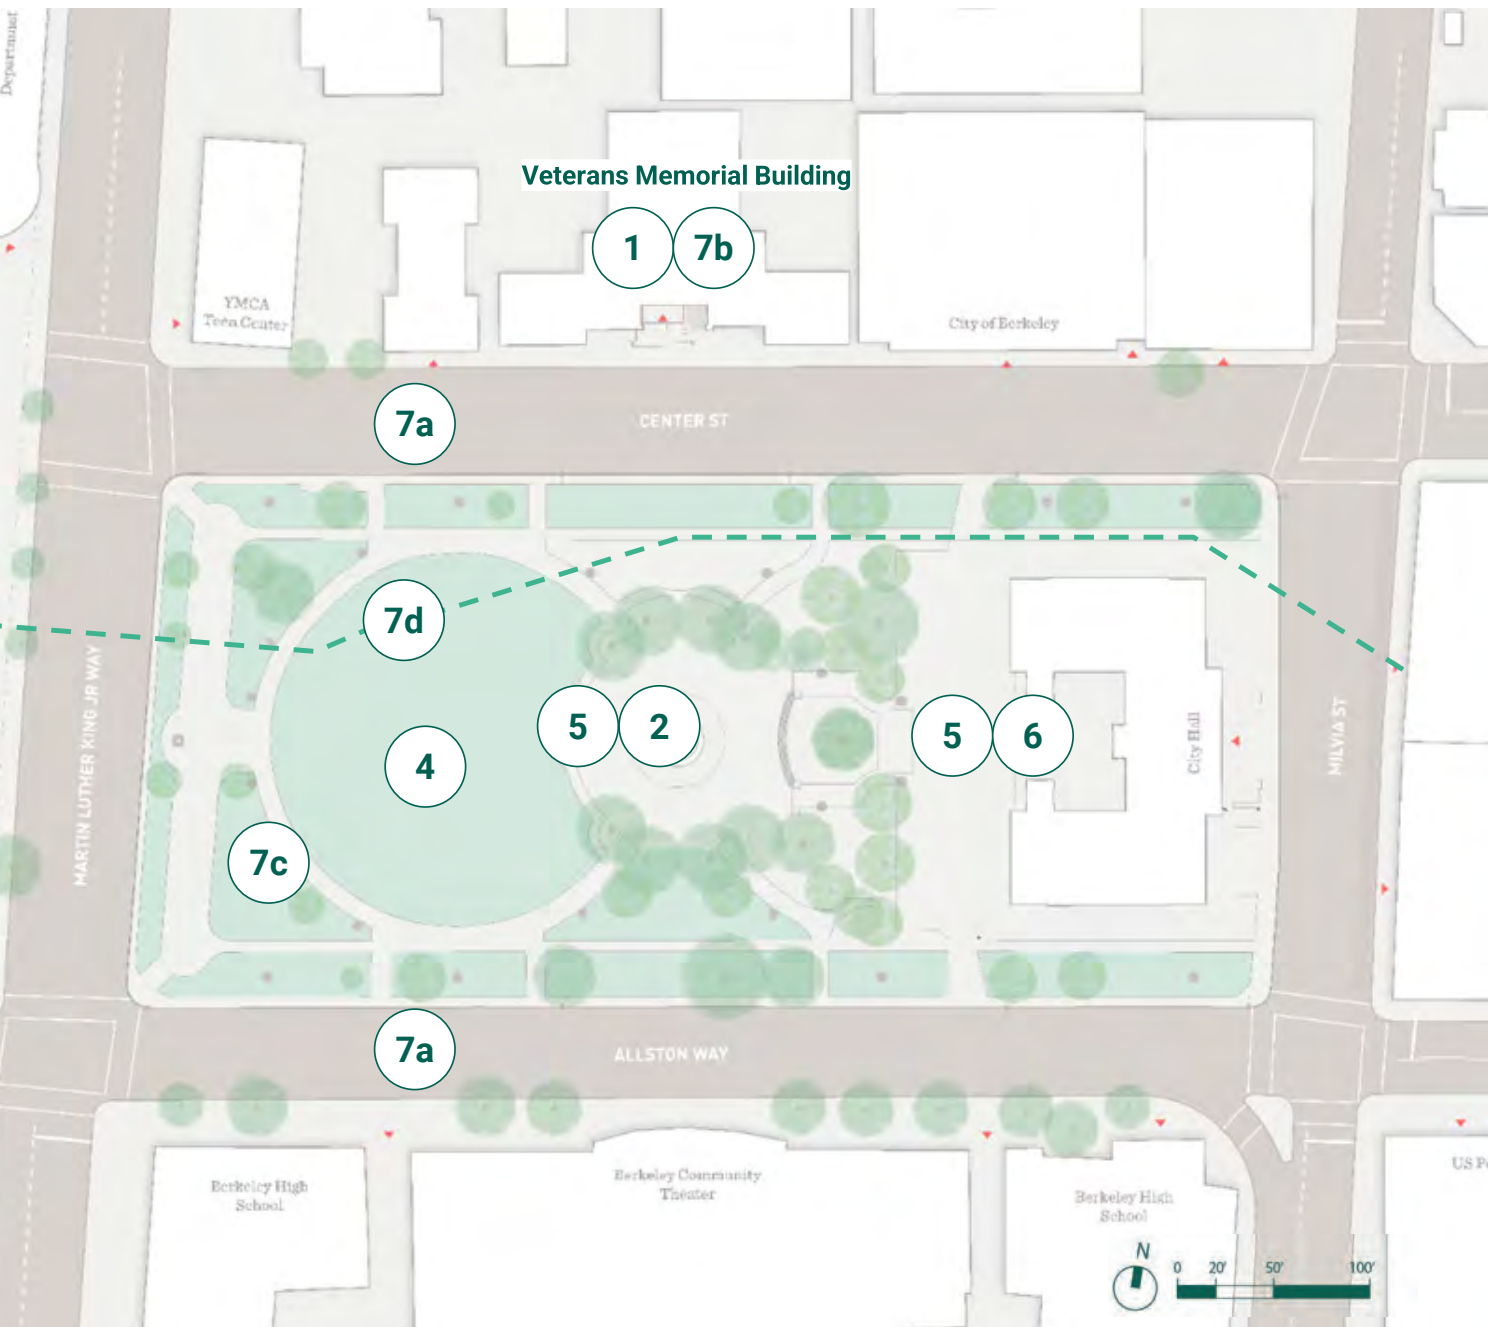 Department
Veterans Memorial Building
1
7b
YMCA
Teen Center
City of Berkeley
7a
CENTER ST
7d
5
2
5
6
4
City Hall
MILVIA ST
MARTIN LUTHER KING JR WAY
7c
7a
ALLSTON WAY
Berkeley High
School
Berkeley Community
Theater
Berkeley High
School
US P
N
0 20' 50' 100'